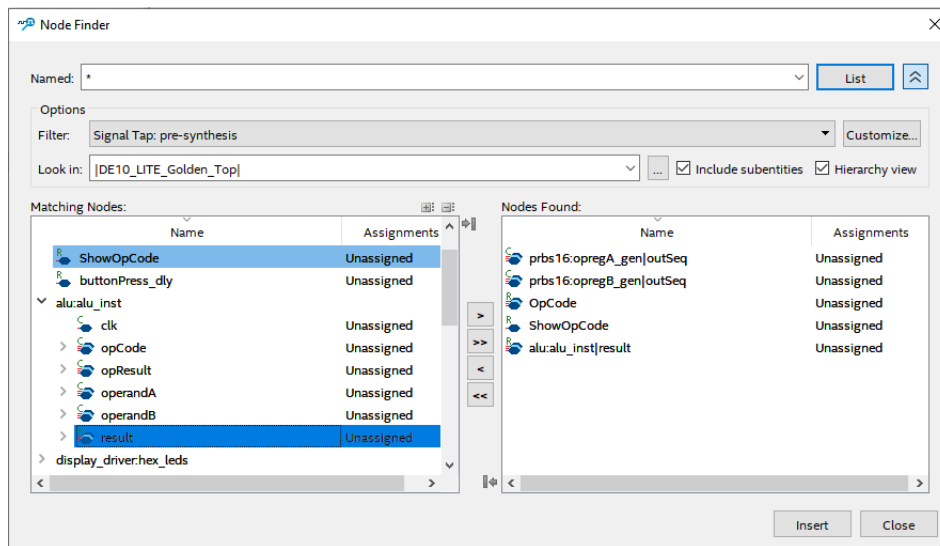 Node Finder
Named: * List
Options
Filter: Signal Tap: pre-synthesis Customize...
Look in: |DE10_LITE_Golden_Top| ... Include subentities Hierarchy view
Matching Nodes:
Name Assignments
R ShowOpCode Unassigned
R buttonPress_dly Unassigned
alu:alu_inst
C clk Unassigned
C opCode Unassigned
C opResult Unassigned
C operandA Unassigned
C operandB Unassigned
result Unassigned
display_driver:hex_leds
>
>>
<
<<
Nodes Found:
Name Assignments
C prbs16:opregA_gen|outSeq Unassigned
C prbs16:opregB_gen|outSeq Unassigned
R OpCode Unassigned
R ShowOpCode Unassigned
R alu:alu_inst|result Unassigned
Insert Close